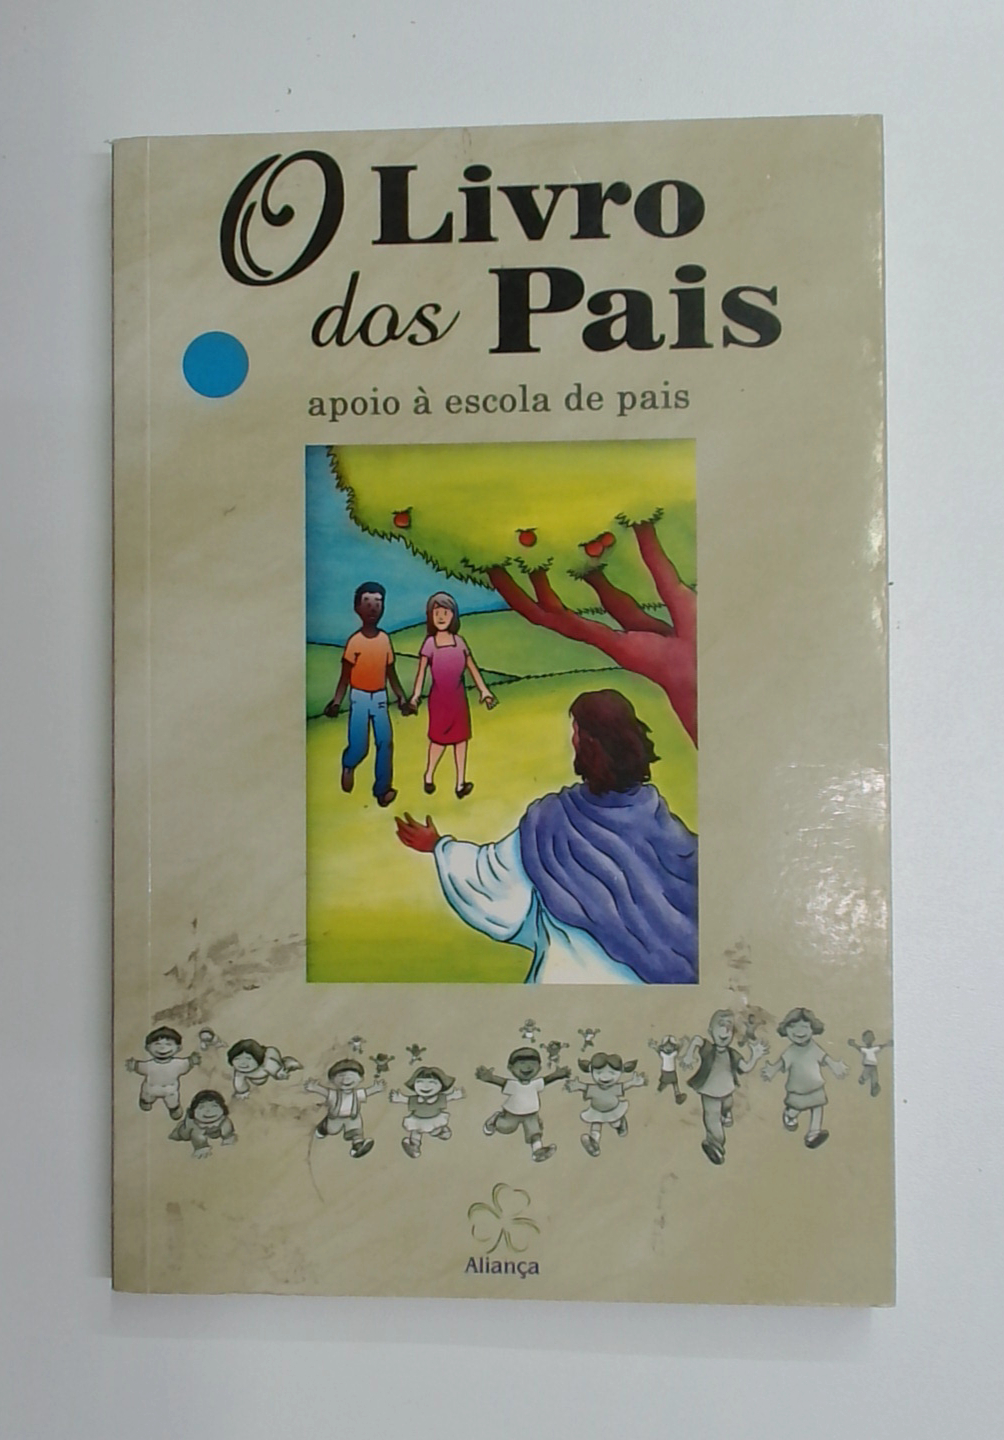 O Livro
dos Pais
apoio à escola de pais
Aliança